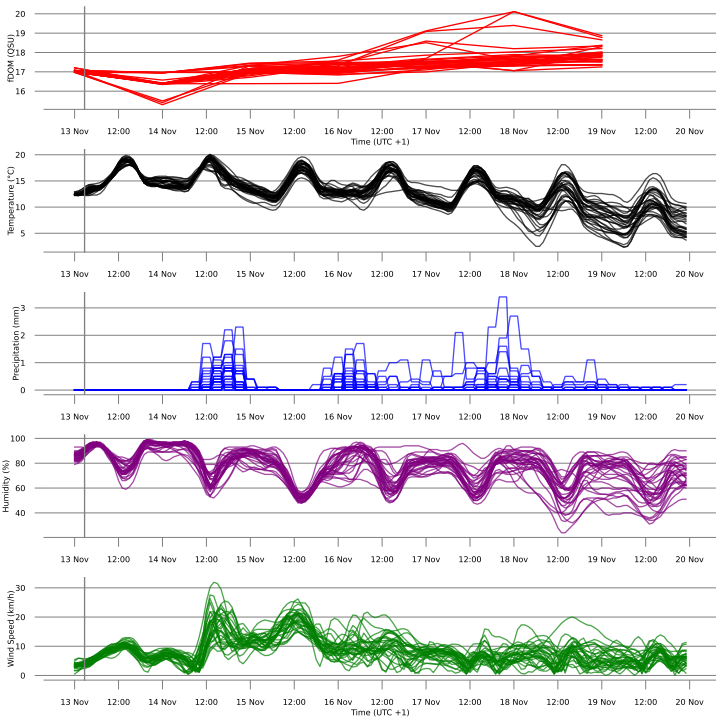 20
19
18
17
16
fDOM (QSU)
13 Nov 12:00 14 Nov 12:00 15 Nov 12:00 16 Nov 12:00 17 Nov 12:00 18 Nov 12:00 19 Nov 12:00 20 Nov
Time (UTC +1)
20
15
10
5
Temperature (°C)
13 Nov 12:00 14 Nov 12:00 15 Nov 12:00 16 Nov 12:00 17 Nov 12:00 18 Nov 12:00 19 Nov 12:00 20 Nov
3
2
1
0
Precipitation (mm)
13 Nov 12:00 14 Nov 12:00 15 Nov 12:00 16 Nov 12:00 17 Nov 12:00 18 Nov 12:00 19 Nov 12:00 20 Nov
100
80
60
40
Humidity (%)
13 Nov 12:00 14 Nov 12:00 15 Nov 12:00 16 Nov 12:00 17 Nov 12:00 18 Nov 12:00 19 Nov 12:00 20 Nov
30
20
10
0
Wind Speed (km/h)
13 Nov 12:00 14 Nov 12:00 15 Nov 12:00 16 Nov 12:00 17 Nov 12:00 18 Nov 12:00 19 Nov 12:00 20 Nov
Time (UTC +1)